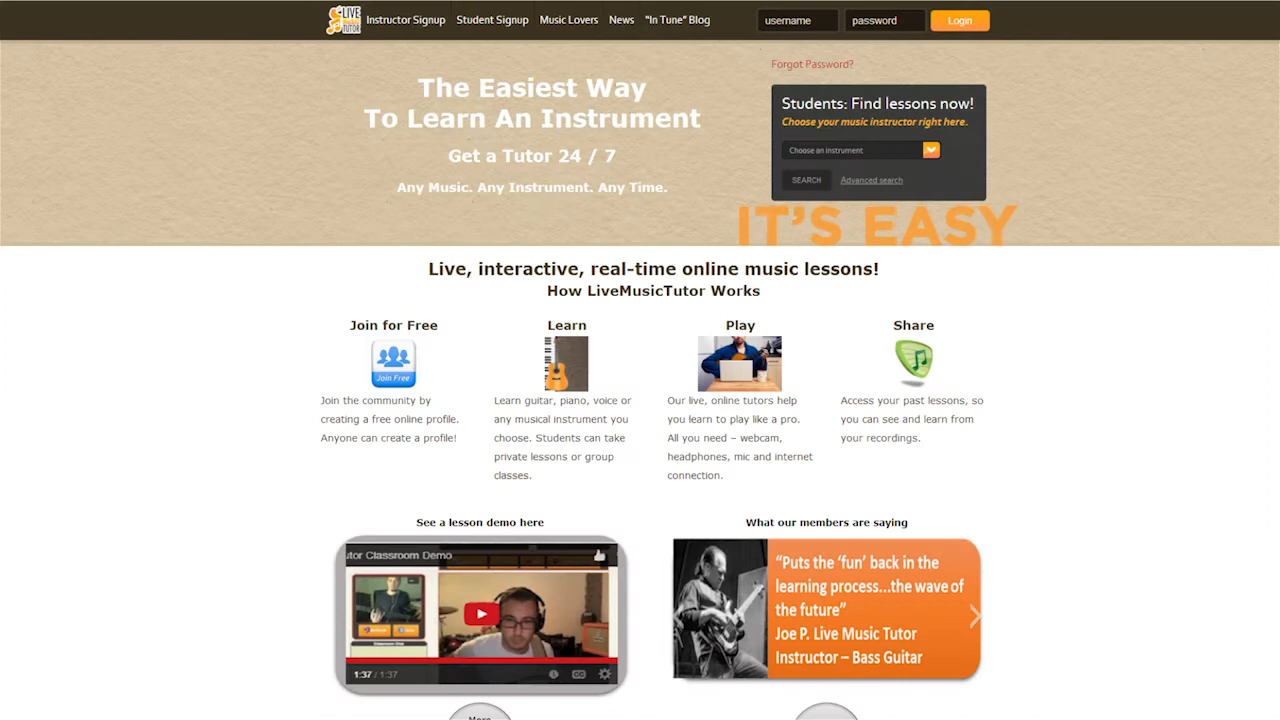 LIVE
MUSIC
TUTOR
Instructor Signup
Student Signup
Music Lovers
News
"In Tune" Blog
username
password
Login
Forgot Password?
The Easiest Way
To Learn An Instrument
Get a Tutor 24 / 7
Any Music. Any Instrument. Any Time.
Students: Find lessons now!
Choose your music instructor right here.
Choose an instrument
SEARCH
Advanced search
IT'S EASY
Live, interactive, real-time online music lessons!
How LiveMusicTutor Works
Join for Free
Join Free
Join the community by
creating a free online profile.
Anyone can create a profile!
Learn
Learn guitar, piano, voice or
any musical instrument you
choose. Students can take
private lessons or group
classes.
Play
Our live, online tutors help
you learn to play like a pro.
All you need – webcam,
headphones, mic and internet
connection.
Share
Access your past lessons, so
you can see and learn from
your recordings.
See a lesson demo here
tutor Classroom Demo
1:37 / 1:37
CC
What our members are saying
“Puts the ‘fun’ back in the
learning process...the wave of
the future”
Joe P. Live Music Tutor
Instructor – Bass Guitar
More